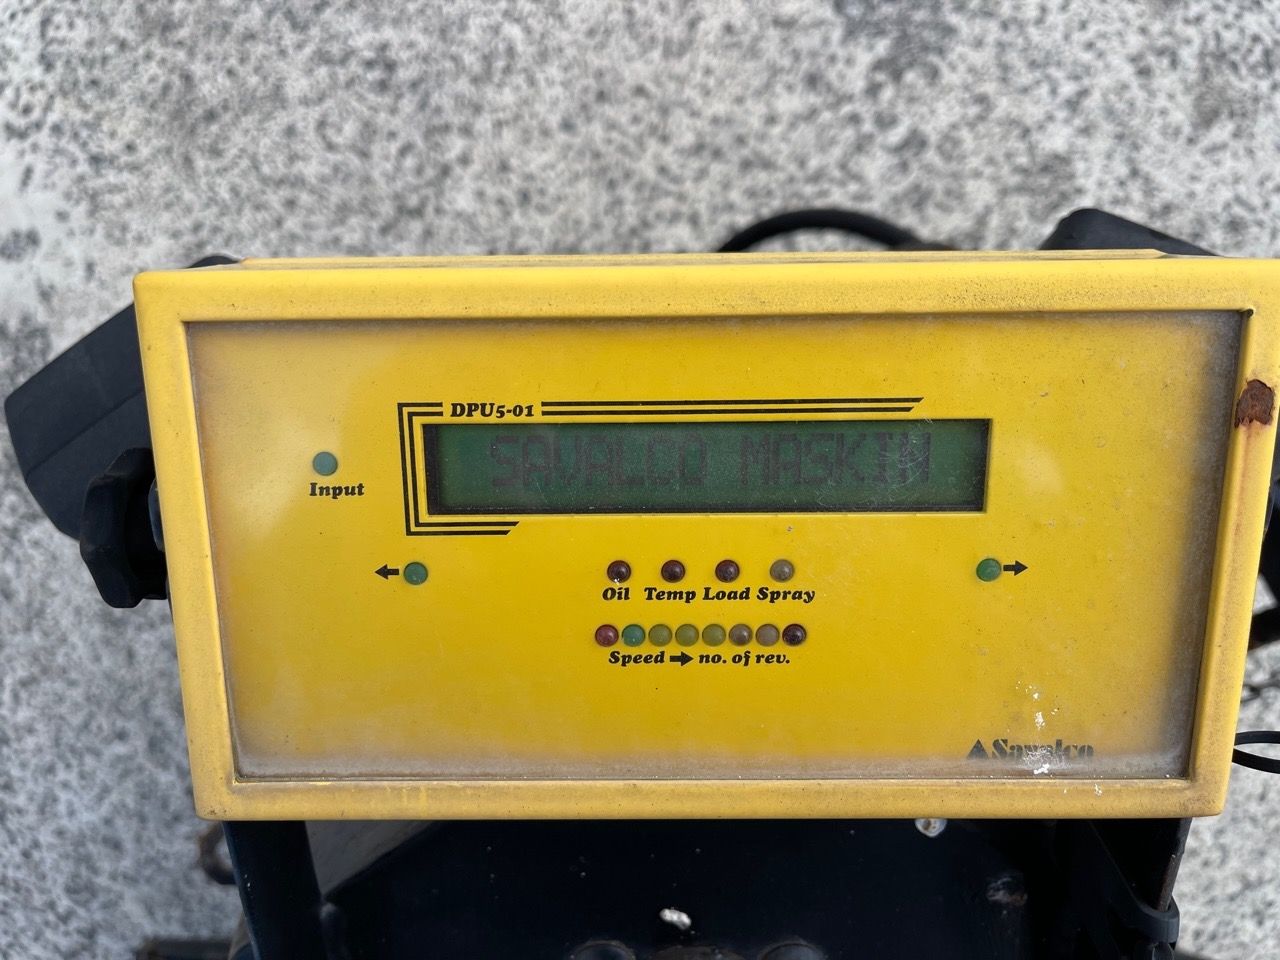 DPU5-01
SAVALCO MASKIN
Input
Oil Temp Load Spray
Speed → no. of rev.
Savalco